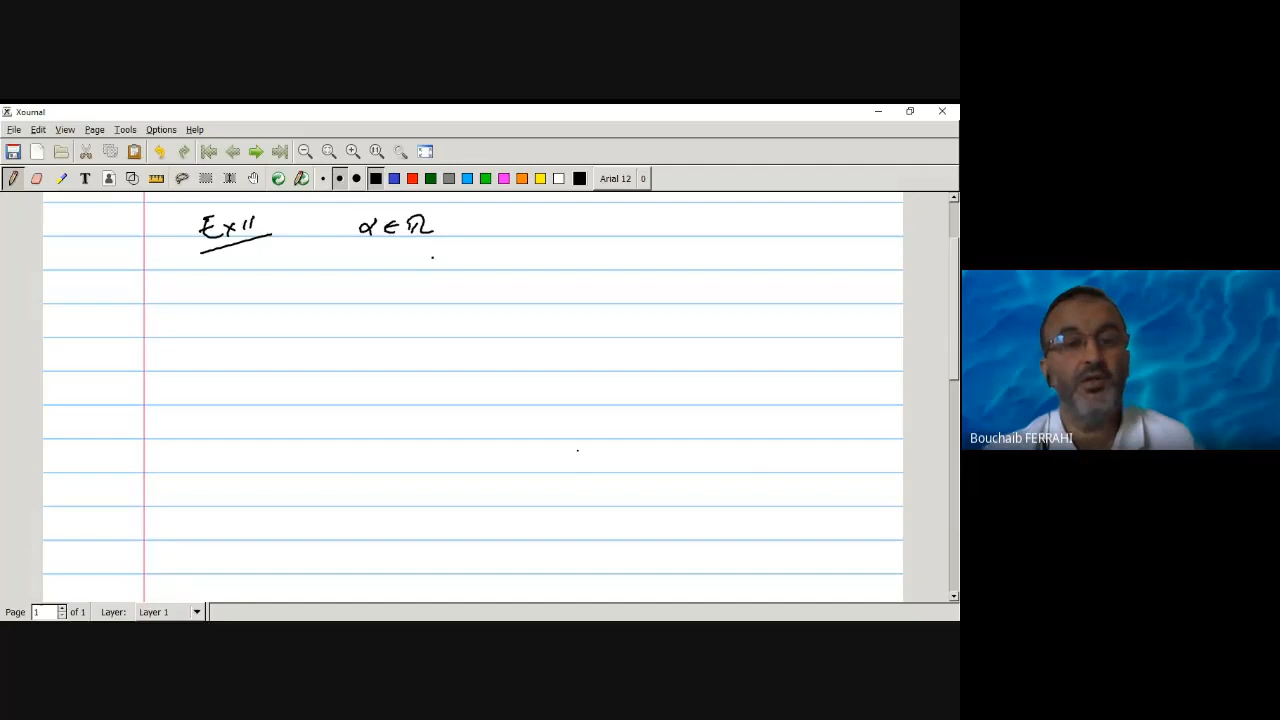 Xournal
File Edit View Page Tools Options Help
T Arial 12 0
Ex 11 α ∈ ℝ
Bouchaib FERRAHI
Page 1 of 1 Layer: Layer 1